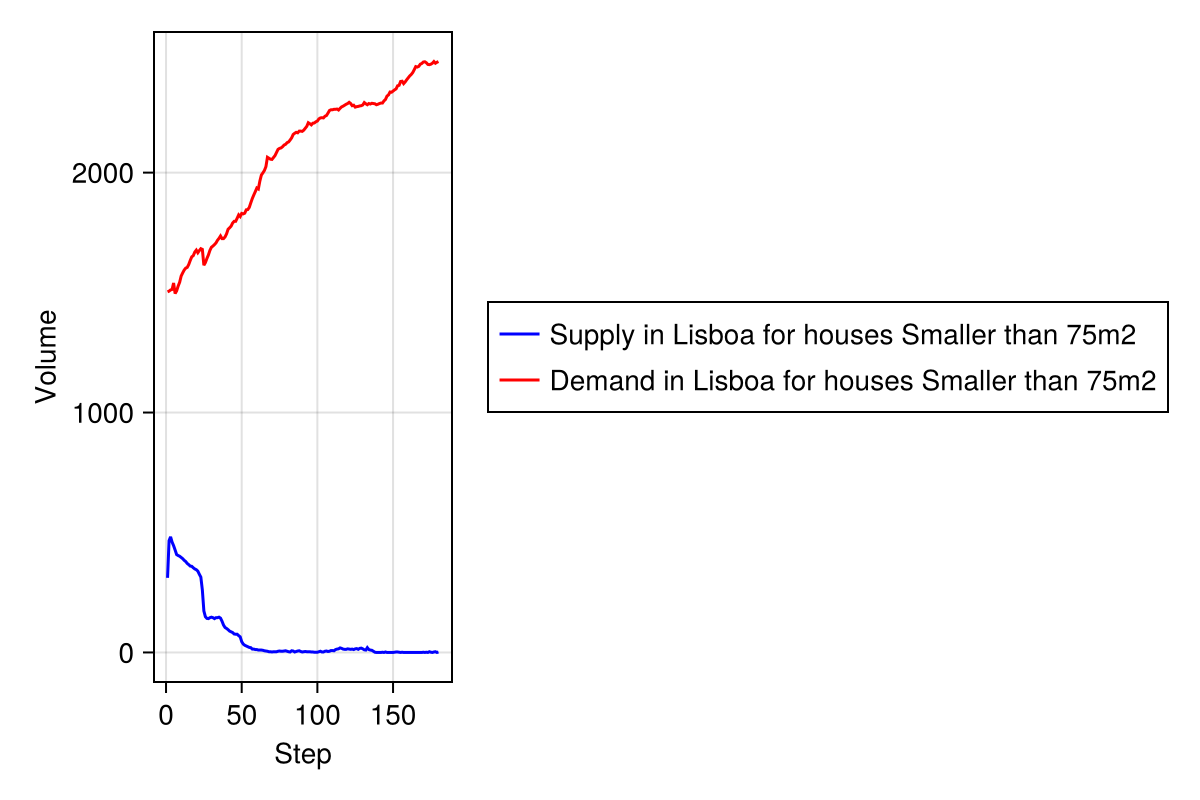 Volume
2000
1000
0
0 50 100 150
Step
Supply in Lisboa for houses Smaller than 75m2
Demand in Lisboa for houses Smaller than 75m2